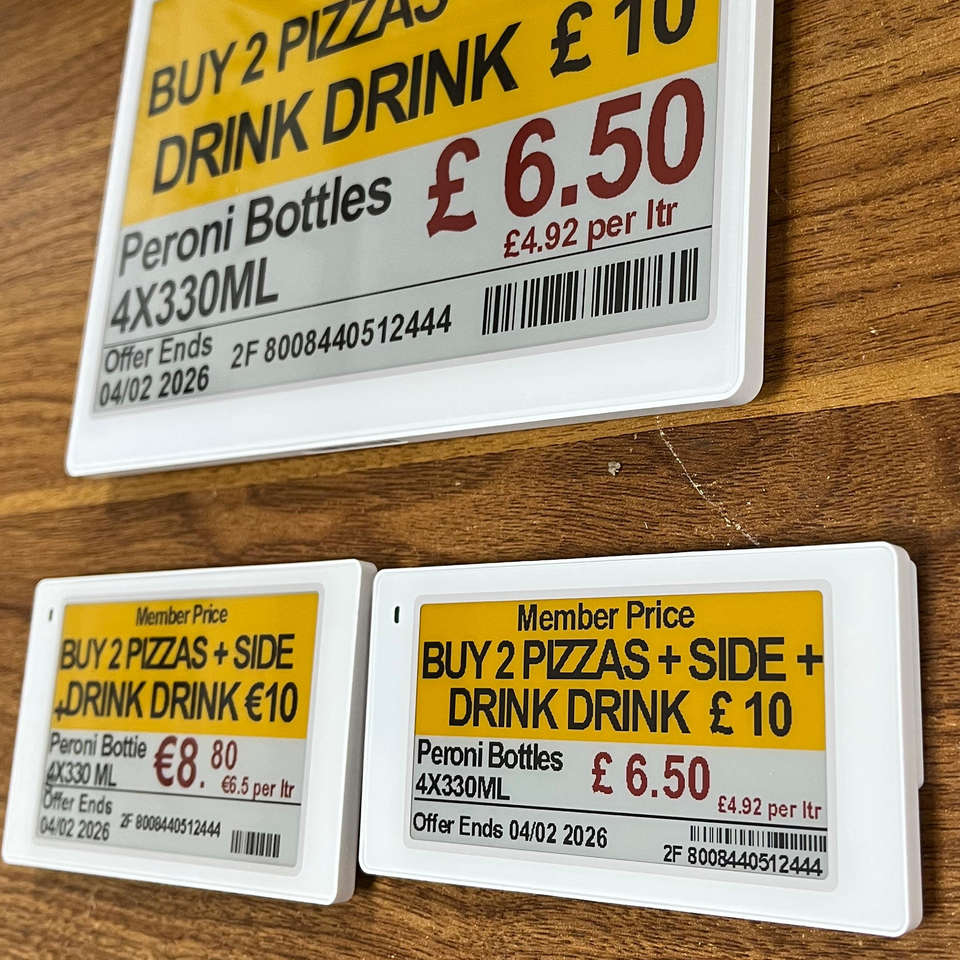 BUY 2 PIZZAS
DRINK DRINK £ 10
Peroni Bottles
4X330ML
£ 6.50
£4.92 per ltr
Offer Ends
04/02 2026
2F 8008440512444
Member Price
BUY 2 PIZZAS + SIDE
+DRINK DRINK €10
Peroni Bottle
4X330 ML
€8.80
€6.5 per ltr
Offer Ends
04/02 2026
2F 8008440512444
Member Price
BUY 2 PIZZAS + SIDE +
DRINK DRINK £ 10
Peroni Bottles
4X330ML
£ 6.50
£4.92 per ltr
Offer Ends 04/02 2026
2F 8008440512444